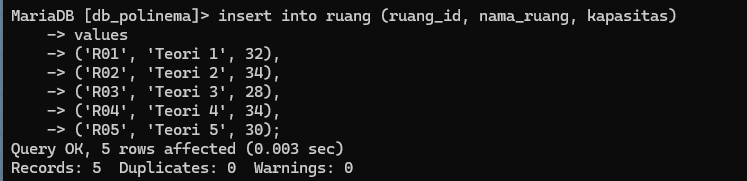 MariaDB [db_polinema]> insert into ruang (ruang_id, nama_ruang, kapasitas)
    -> values
    -> ('R01', 'Teori 1', 32),
    -> ('R02', 'Teori 2', 34),
    -> ('R03', 'Teori 3', 28),
    -> ('R04', 'Teori 4', 34),
    -> ('R05', 'Teori 5', 30);
Query OK, 5 rows affected (0.003 sec)
Records: 5  Duplicates: 0  Warnings: 0